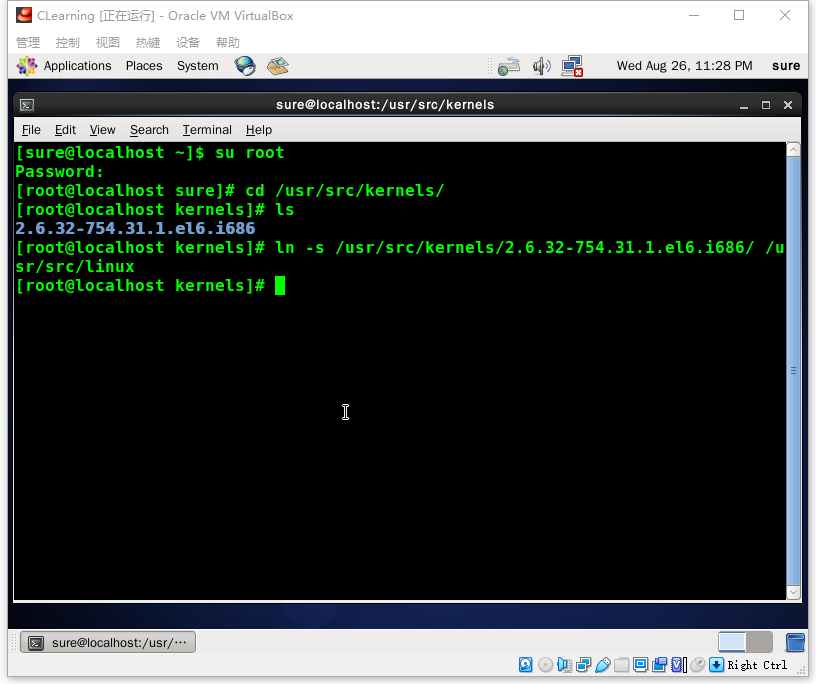 CLearning [正在运行] - Oracle VM VirtualBox
管理 控制 视图 热键 设备 帮助
Applications Places System Wed Aug 26, 11:28 PM sure
sure@localhost:/usr/src/kernels
File Edit View Search Terminal Help
[sure@localhost ~]$ su root
Password:
[root@localhost sure]# cd /usr/src/kernels/
[root@localhost kernels]# ls
2.6.32-754.31.1.el6.i686
[root@localhost kernels]# ln -s /usr/src/kernels/2.6.32-754.31.1.el6.i686/ /u
sr/src/linux
[root@localhost kernels]#
sure@localhost:/usr/···
Right Ctrl